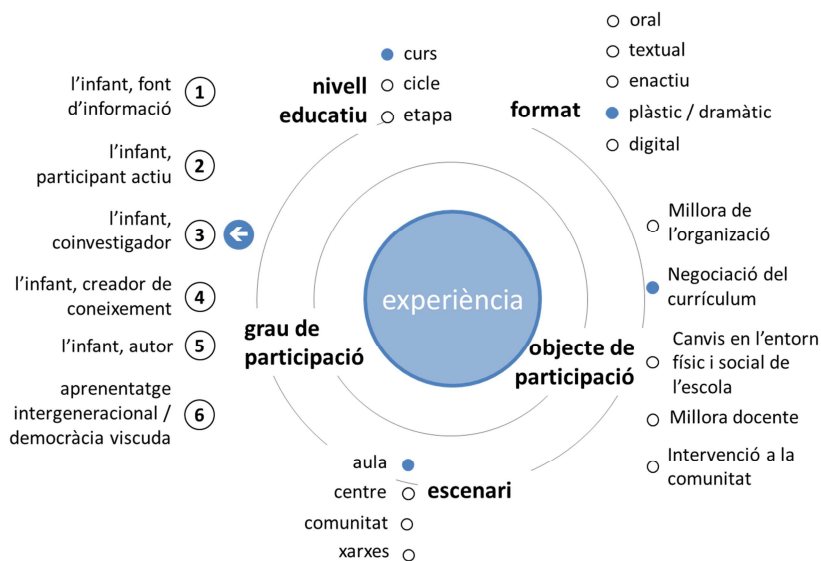 nivell
educatiu
curs
cicle
etapa
format
oral
textual
enactiu
plàstic / dramàtic
digital
l'infant, font
d'informació
1
l'infant,
participant actiu
2
l'infant,
coinvestigador
3
l'infant, creador de
coneixement
4
l'infant, autor
5
aprenentatge
intergeneracional /
democràcia viscuda
6
grau de
participació
experiència
objecte de
participació
Millora de
l'organització
Negociació del
currículum
Canvis en l'entorn
físic i social de
l'escola
Millora docente
Intervenció a la
comunitat
escenari
aula
centre
comunitat
xarxes